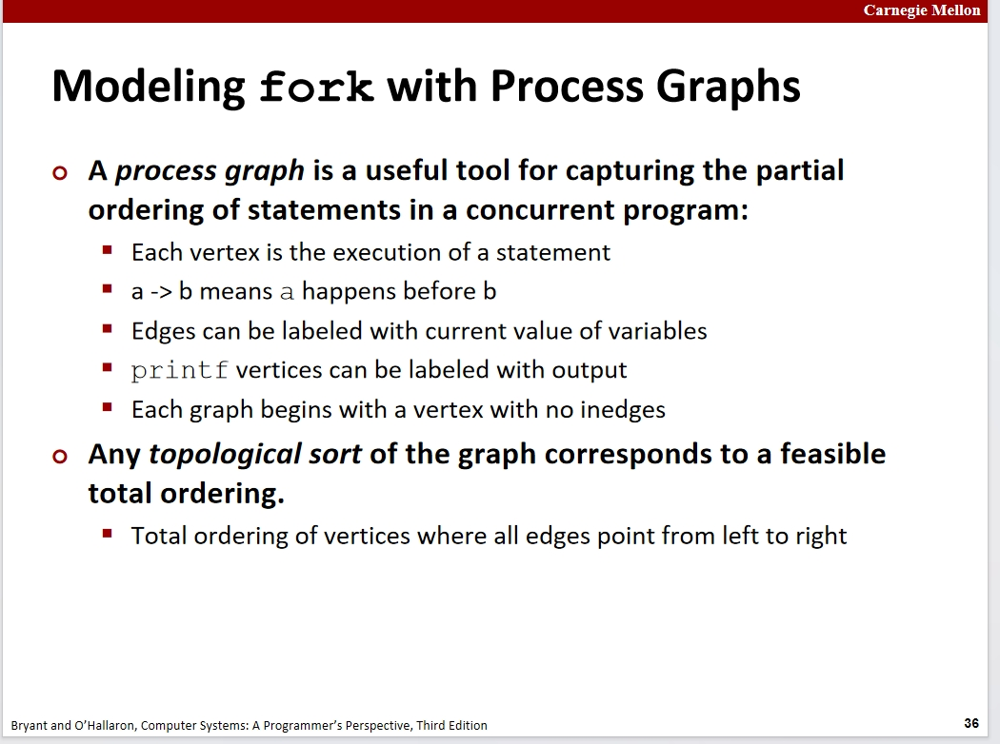 Carnegie Mellon
Modeling fork with Process Graphs
A process graph is a useful tool for capturing the partial
ordering of statements in a concurrent program:
Each vertex is the execution of a statement
a -> b means a happens before b
Edges can be labeled with current value of variables
printf vertices can be labeled with output
Each graph begins with a vertex with no inedges
Any topological sort of the graph corresponds to a feasible
total ordering.
Total ordering of vertices where all edges point from left to right
Bryant and O’Hallaron, Computer Systems: A Programmer’s Perspective, Third Edition
36